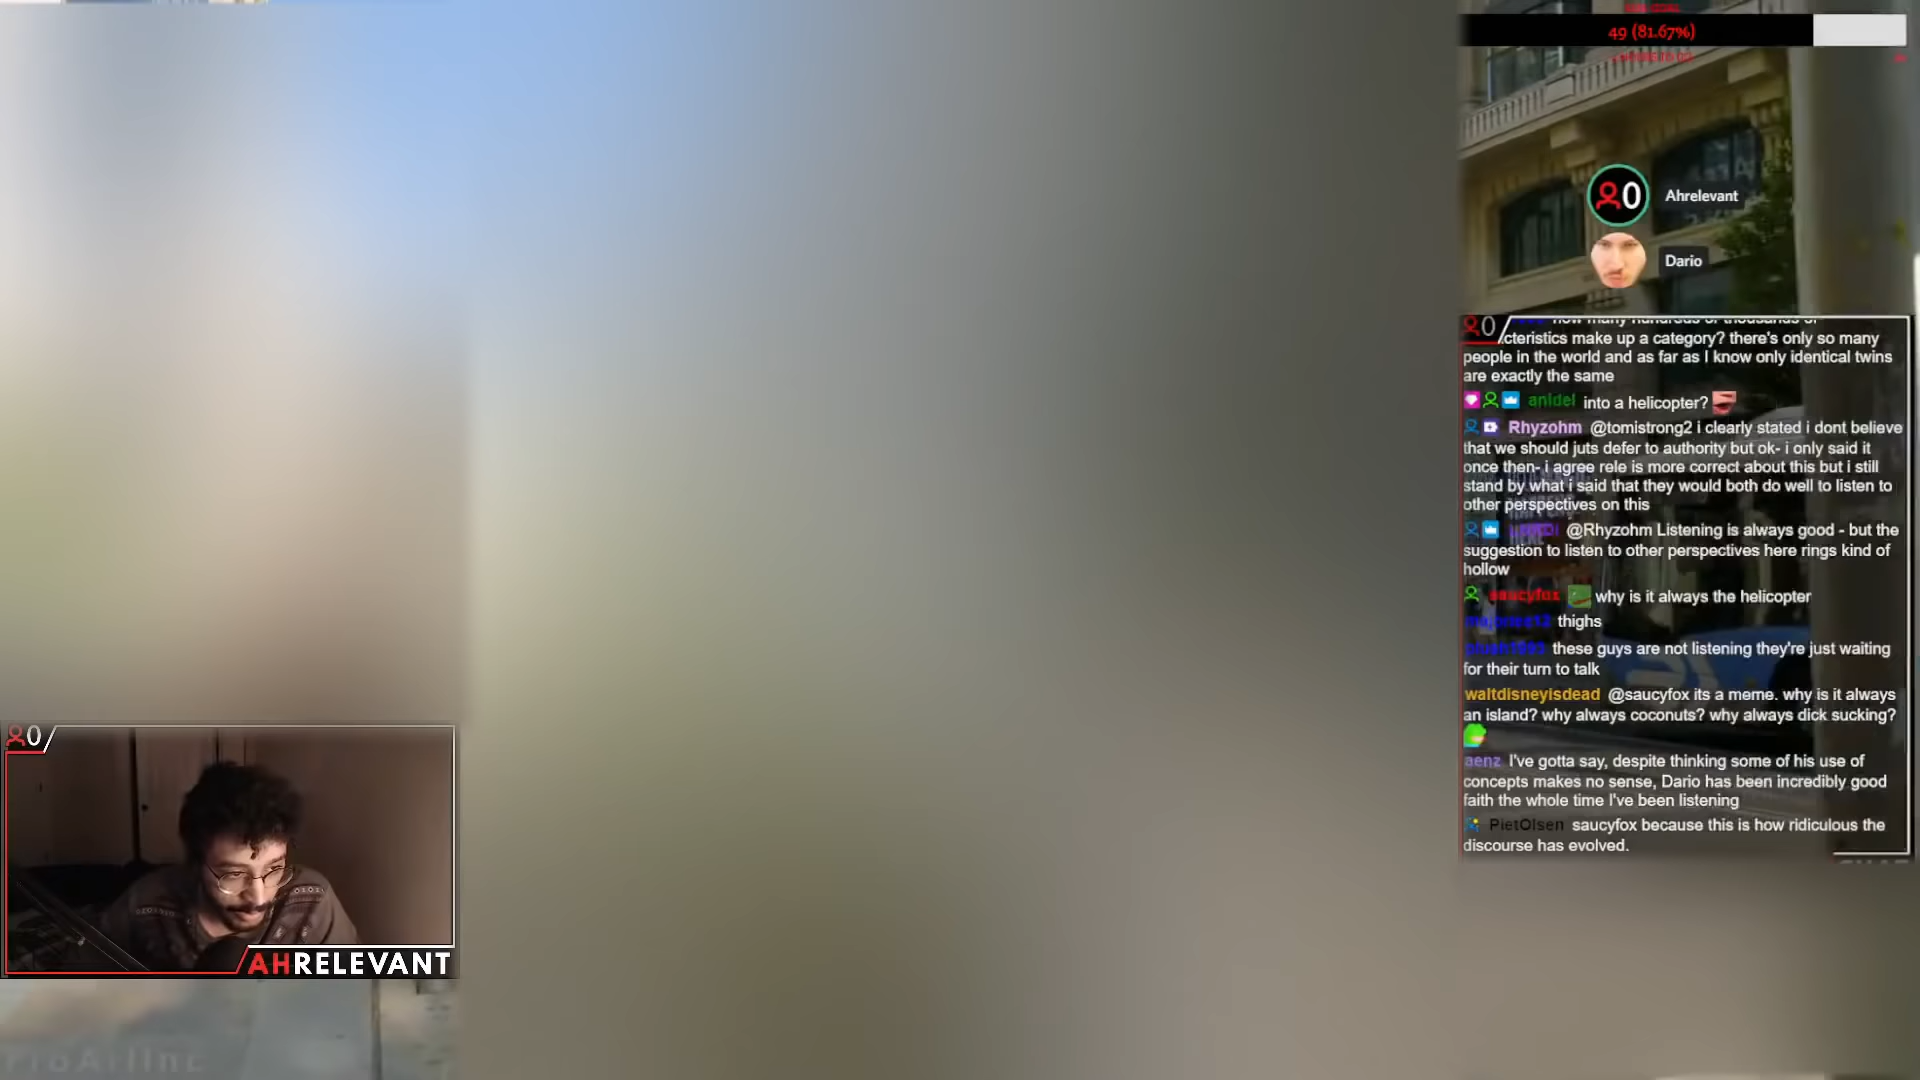 49 (81.67%)
0 Ahrelevant
Dario
0
cteristics make up a category? there's only so many
people in the world and as far as I know only identical twins
are exactly the same
anidel into a helicopter?
Rhyzohm @tomistrong2 i clearly stated i dont believe
that we should juts defer to authority but ok- i only said it
once then- i agree rele is more correct about this but i still
stand by what i said that they would both do well to listen to
other perspectives on this
@Rhyzohm Listening is always good - but the
suggestion to listen to other perspectives here rings kind of
hollow
saucyfox why is it always the helicopter
thighs
these guys are not listening they're just waiting
for their turn to talk
waltdisneyisdead @saucyfox its a meme. why is it always
an island? why always coconuts? why always dick sucking?
aenz I've gotta say, despite thinking some of his use of
concepts makes no sense, Dario has been incredibly good
faith the whole time I've been listening
PietOlsen saucyfox because this is how ridiculous the
discourse has evolved.
0
AHRELEVANT